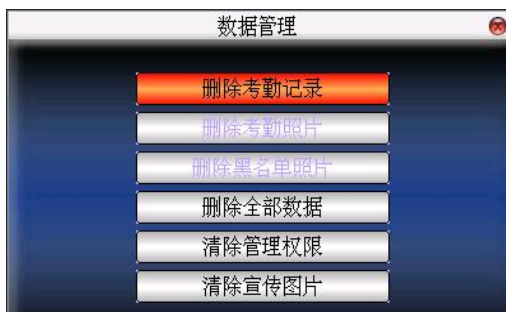 数据管理
删除考勤记录
删除考勤照片
删除黑名单照片
删除全部数据
清除管理权限
清除宣传图片